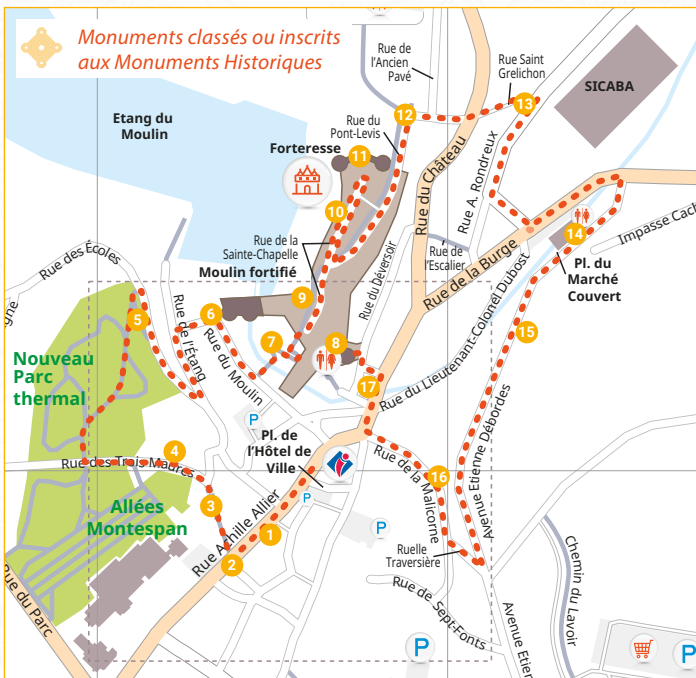 Monuments classés ou inscrits
aux Monuments Historiques
Rue de
l'Ancien
Pavé
Rue Saint
Grelichon
SICABA
Etang du
Moulin
12
13
Rue du
Pont-Levis
Forteresse
11
Rue du Château
Rue A. Rondreux
10
14
Impasse Cach
Rue de la
Sainte-Chapelle
Moulin fortifié
Rue du Déversoir
Rue de
l'Escalier
Rue de la Burge
Pl. du
Marché
Couvert
Rue des Écoles
igne
9
5
6
Rue de l'Étang
Rue du Moulin
7
8
15
Rue du Lieutenant-Colonel Dubost
Nouveau
Parc
thermal
17
P
Pl. de
l'Hôtel de
Ville
Avenue Etienne Débordes
4
Rue des Trois Maures
Rue de la Malicorne
16
P
3
Allées
Montespan
Rue Achille Allier
1
P
2
Ruelle
Traversière
Chemin du Lavoir
Rue du Parc
Rue de Sept-Fonts
Avenue Etien
P
P